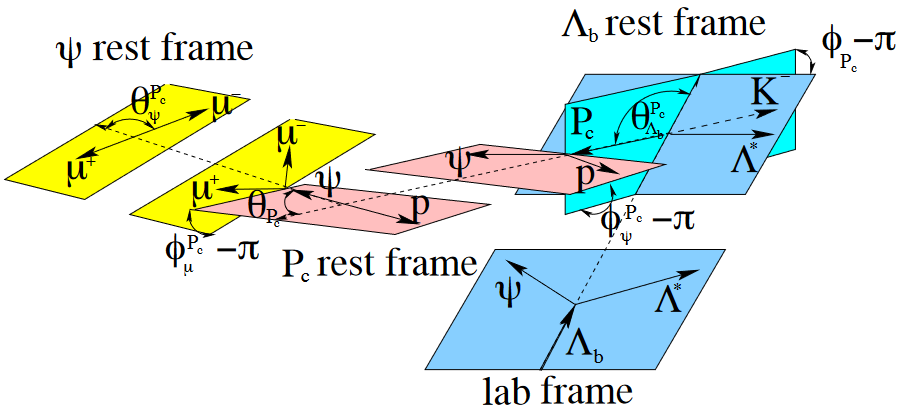 ψ rest frame
Λb rest frame
ϕPc−π
θψPc
μ−
μ+
Pc
θΛbPc
K−
Λ*
ψ
p
μ−
μ+
ψ
θPc
p
ϕμPc−π
Pc rest frame
ϕψPc−π
ψ
Λ*
Λb
lab frame